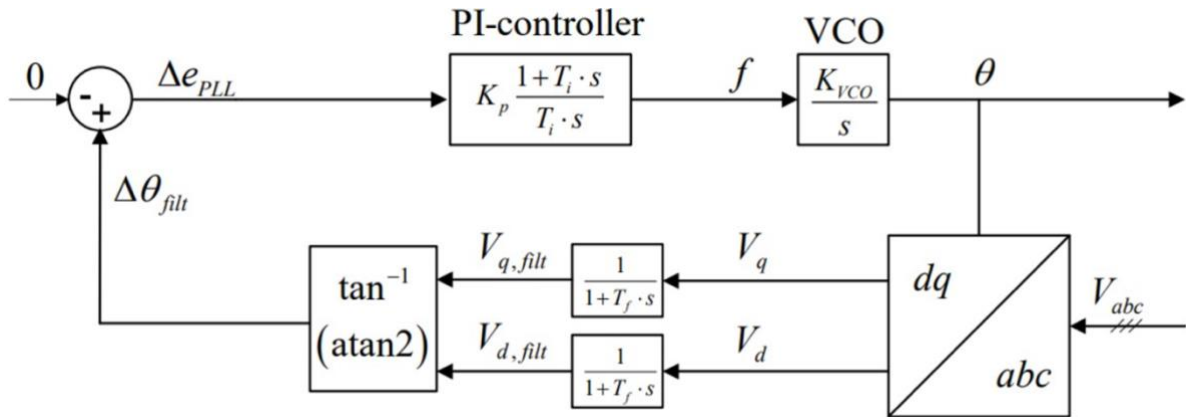 PI-controller
VCO
0
-
+
Δe_PLL
K_p (1 + T_i · s) / (T_i · s)
f
K_VCO / s
θ
Δθ_filt
tan⁻¹
(atan2)
V_q, filt
1 / (1 + T_f · s)
V_q
V_d, filt
1 / (1 + T_f · s)
V_d
dq
abc
V_abc